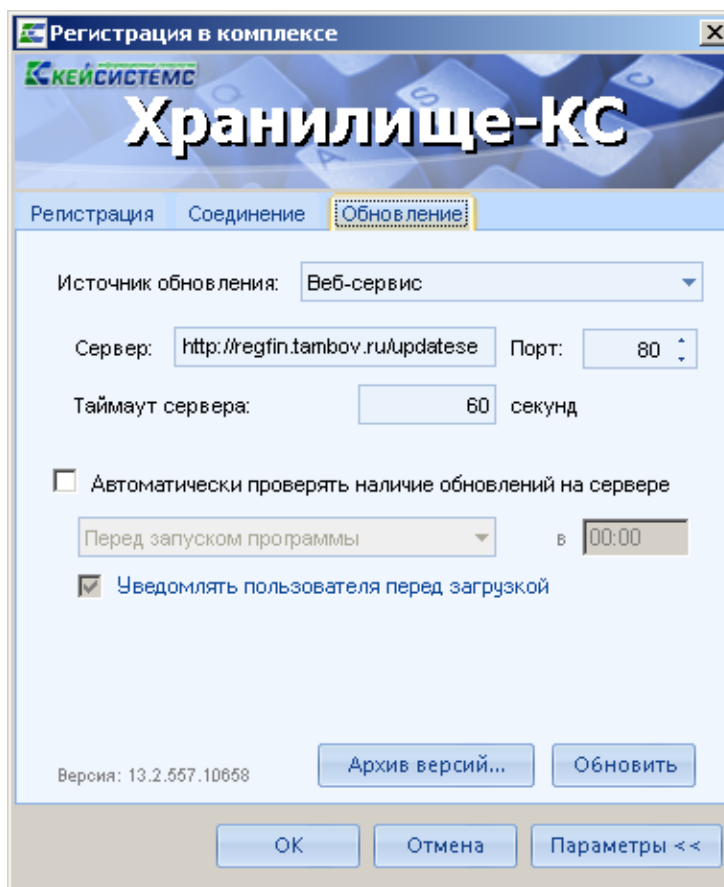 Регистрация в комплексе
КЕЙСИСТЕМС
Хранилище-КС
Регистрация Соединение Обновление
Источник обновления: Веб-сервис
Сервер: http://regfin.tambov.ru/updatese Порт: 80
Таймаут сервера: 60 секунд
Автоматически проверять наличие обновлений на сервере
Перед запуском программы в 00:00
Уведомлять пользователя перед загрузкой
Версия: 13.2.557.10658 Архив версий... Обновить
ОК Отмена Параметры <<